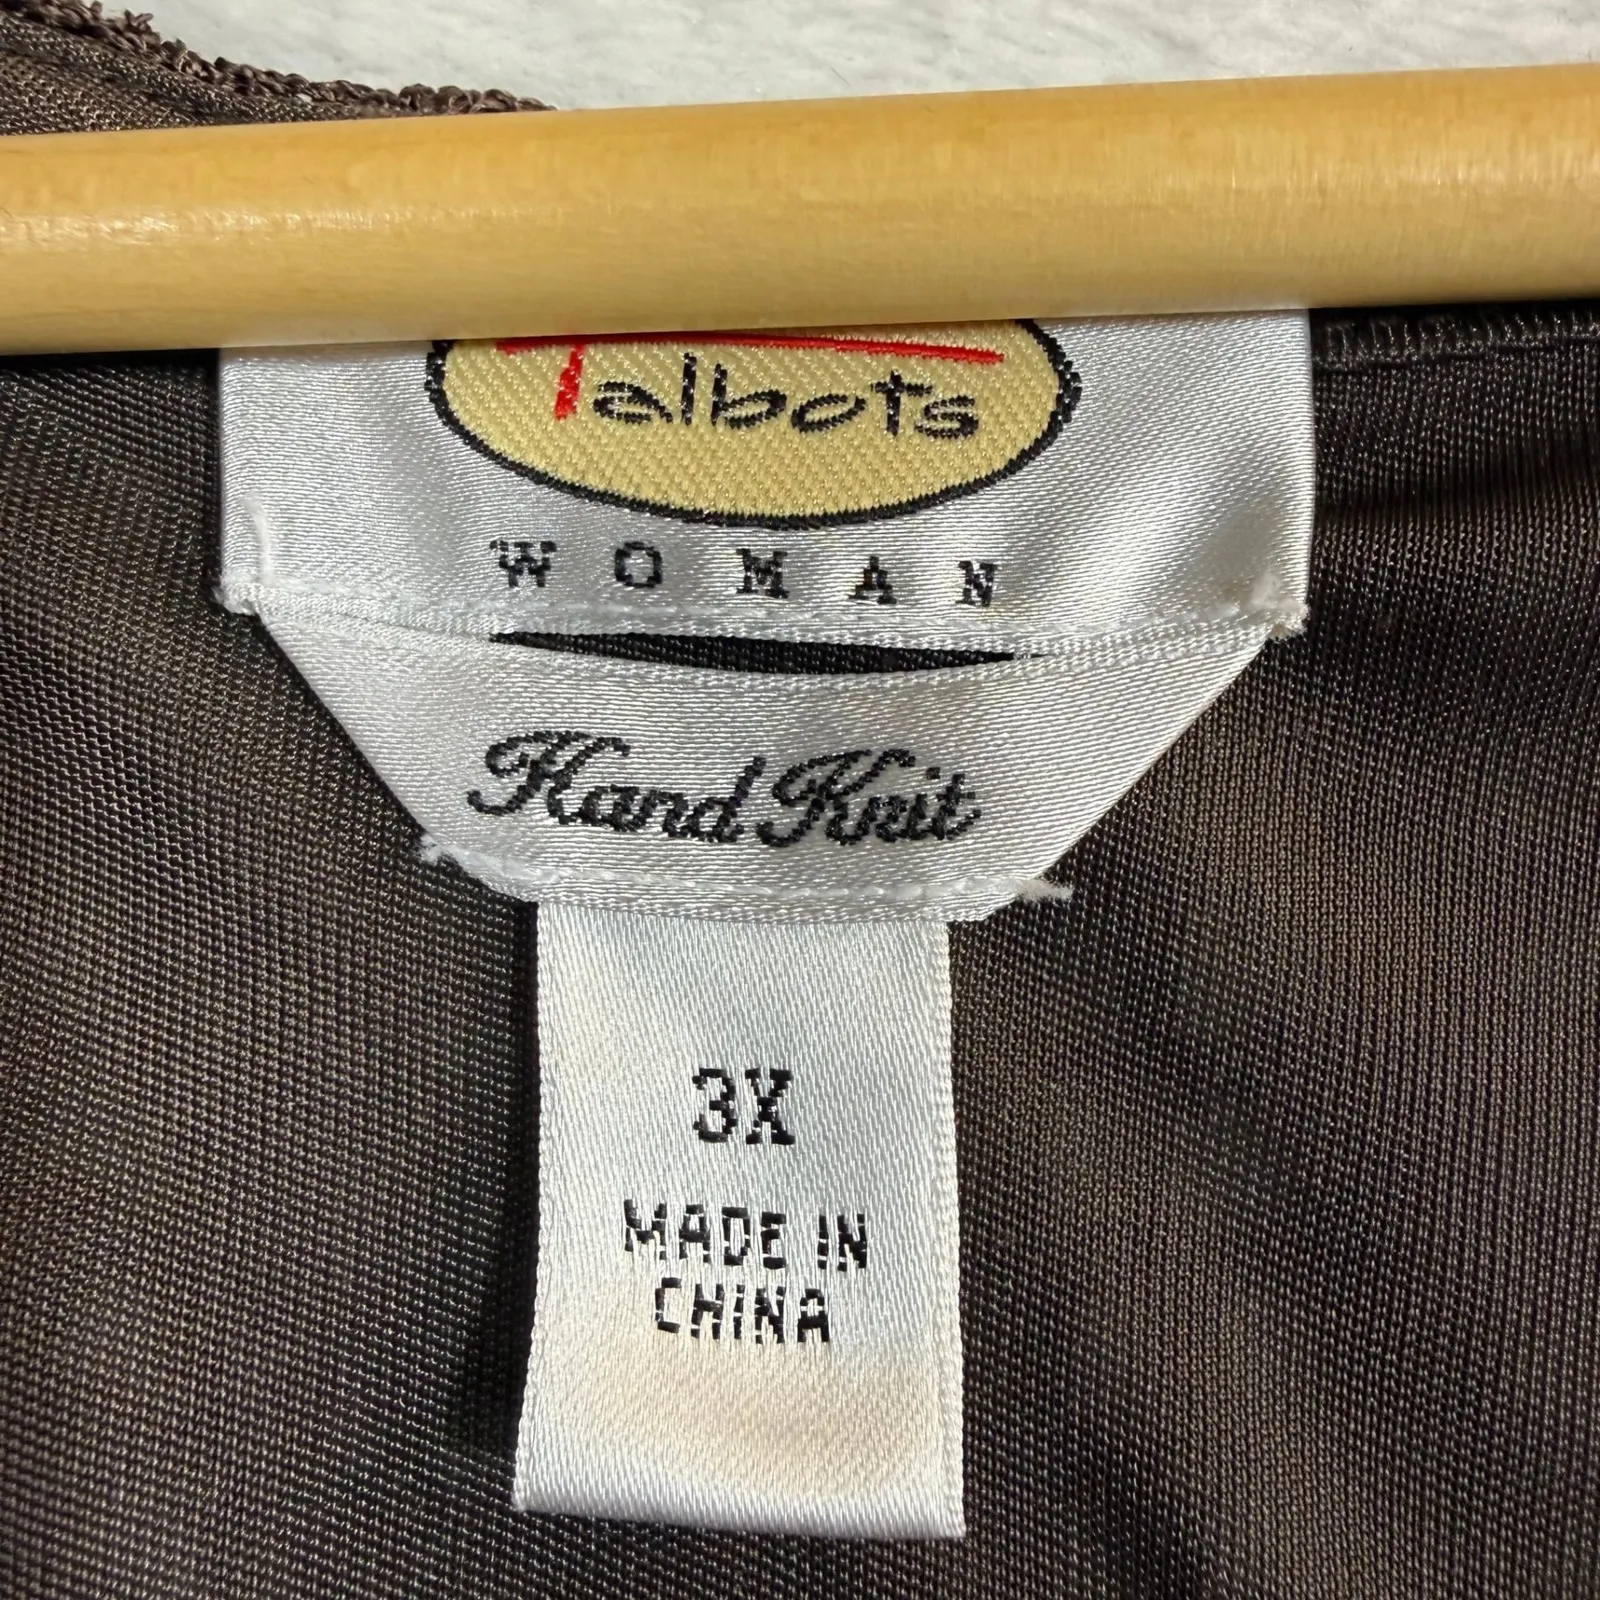 Talbots
WOMAN
Hand Knit
3X
MADE IN
CHINA